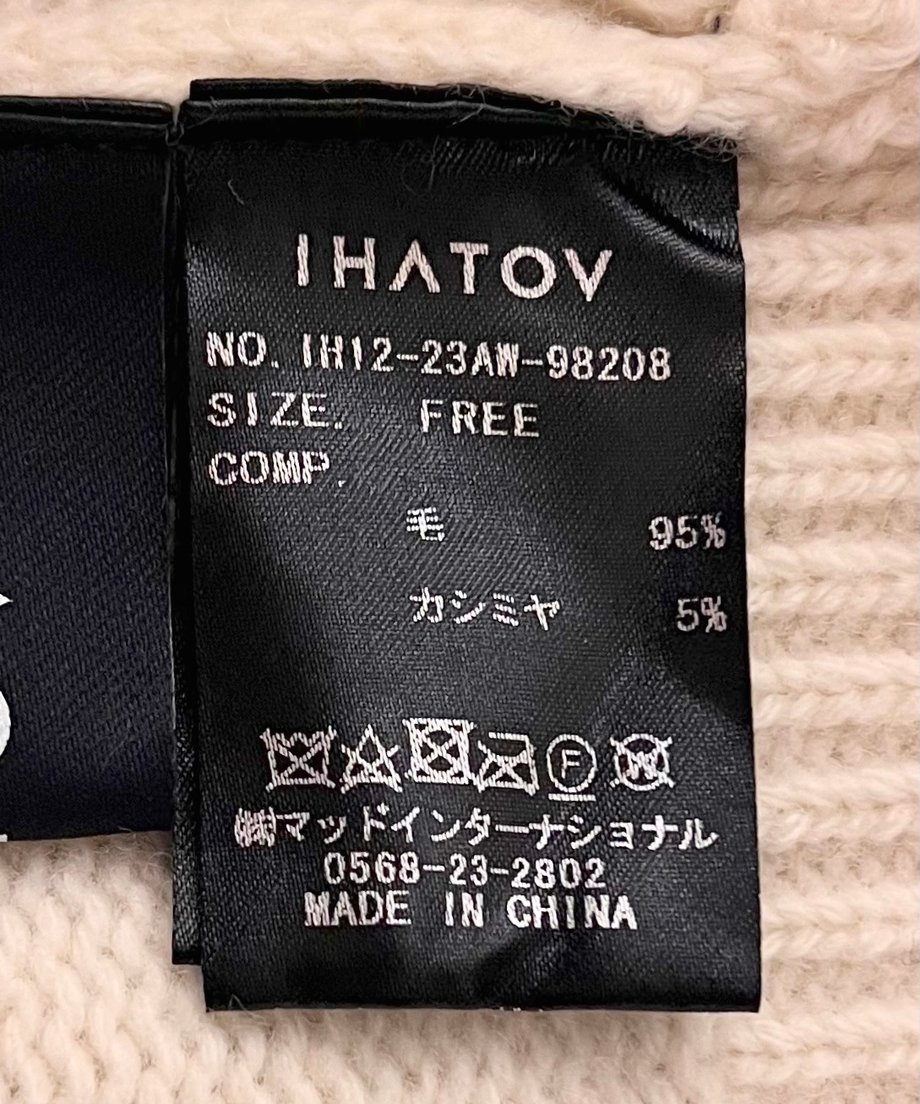 IHATOV
NO. IH12-23AW-98208
SIZE. FREE
COMP.
毛 95%
カシミヤ 5%
F W
㈱マッドインターナショナル
0568-23-2802
MADE IN CHINA